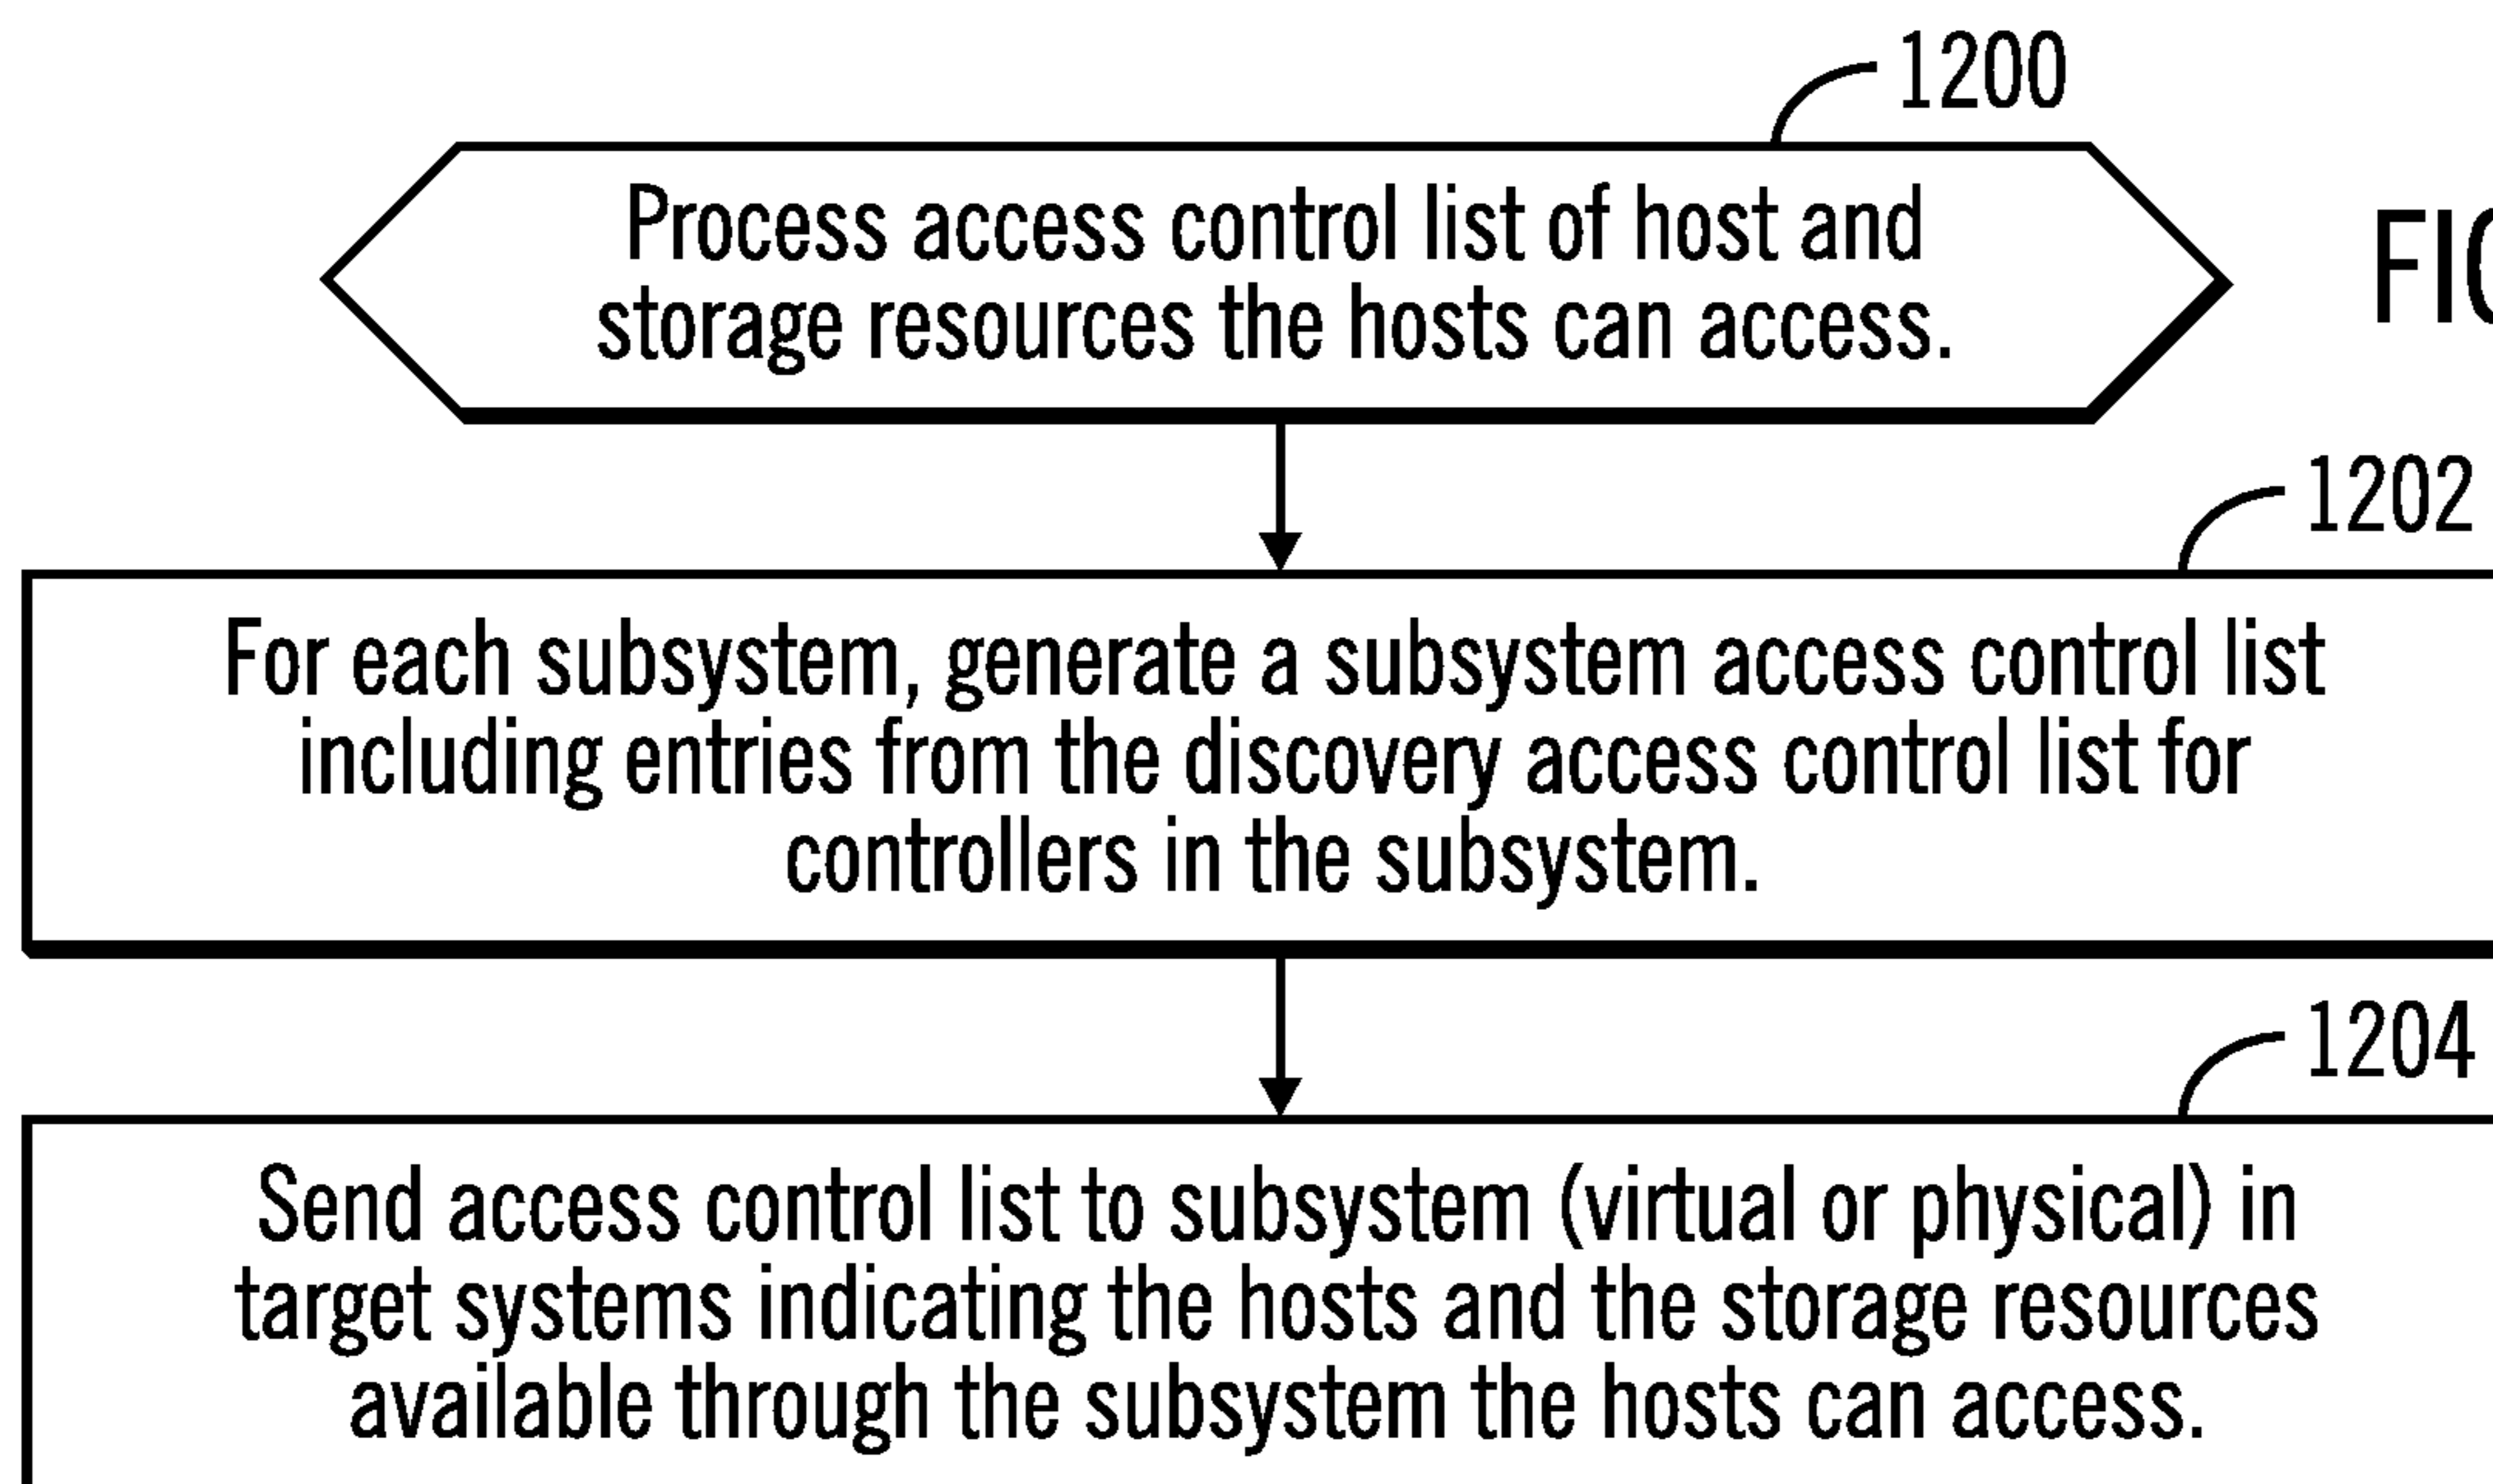 1200
Process access control list of host and
storage resources the hosts can access.
1202
For each subsystem, generate a subsystem access control list
including entries from the discovery access control list for
controllers in the subsystem.
1204
Send access control list to subsystem (virtual or physical) in
target systems indicating the hosts and the storage resources
available through the subsystem the hosts can access.